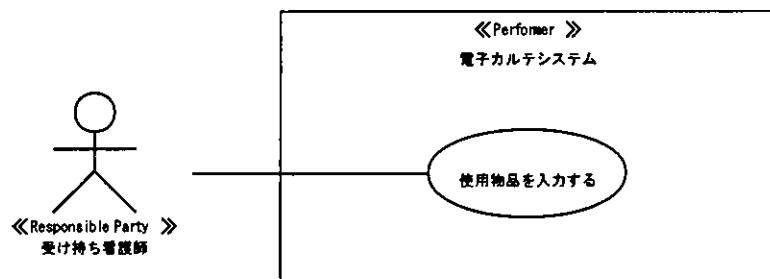 ≪Performer ≫
電子カルテシステム
使用物品を入力する
≪Responsible Party ≫
受け持ち看護師